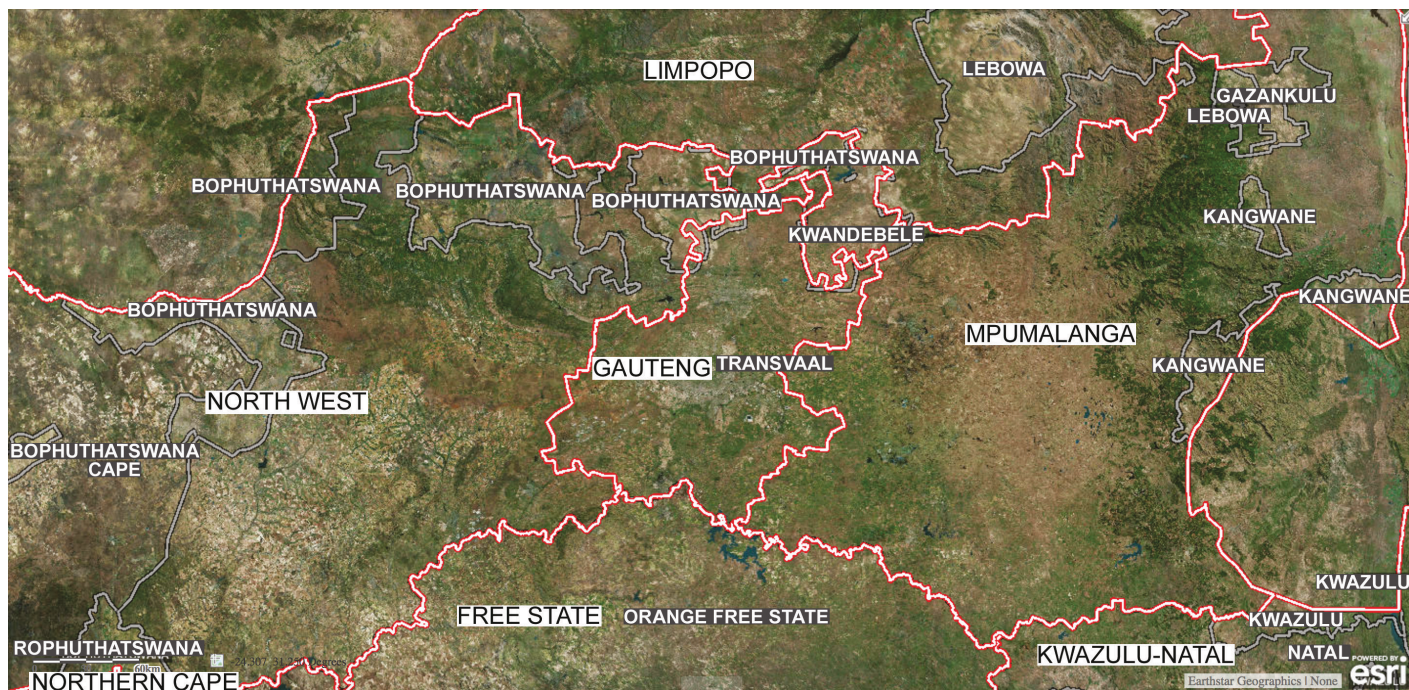 LIMPOPO
LEBOWA
GAZANKULU
LEBOWA
BOPHUTHATSWANA
BOPHUTHATSWANA
BOPHUTHATSWANA
BOPHUTHATSWANA
KANGWANE
KWANDEBELE
KANGWANE
BOPHUTHATSWANA
MPUMALANGA
GAUTENG
TRANSVAAL
KANGWANE
NORTH WEST
BOPHUTHATSWANA
CAPE
KWAZULU
FREE STATE
ORANGE FREE STATE
KWAZULU
ROPHUTHATSWANA
KWAZULU-NATAL
NATAL
60km
Degrees
NORTHERN CAPE
Earthstar Geographics | None
POWERED BY
esri